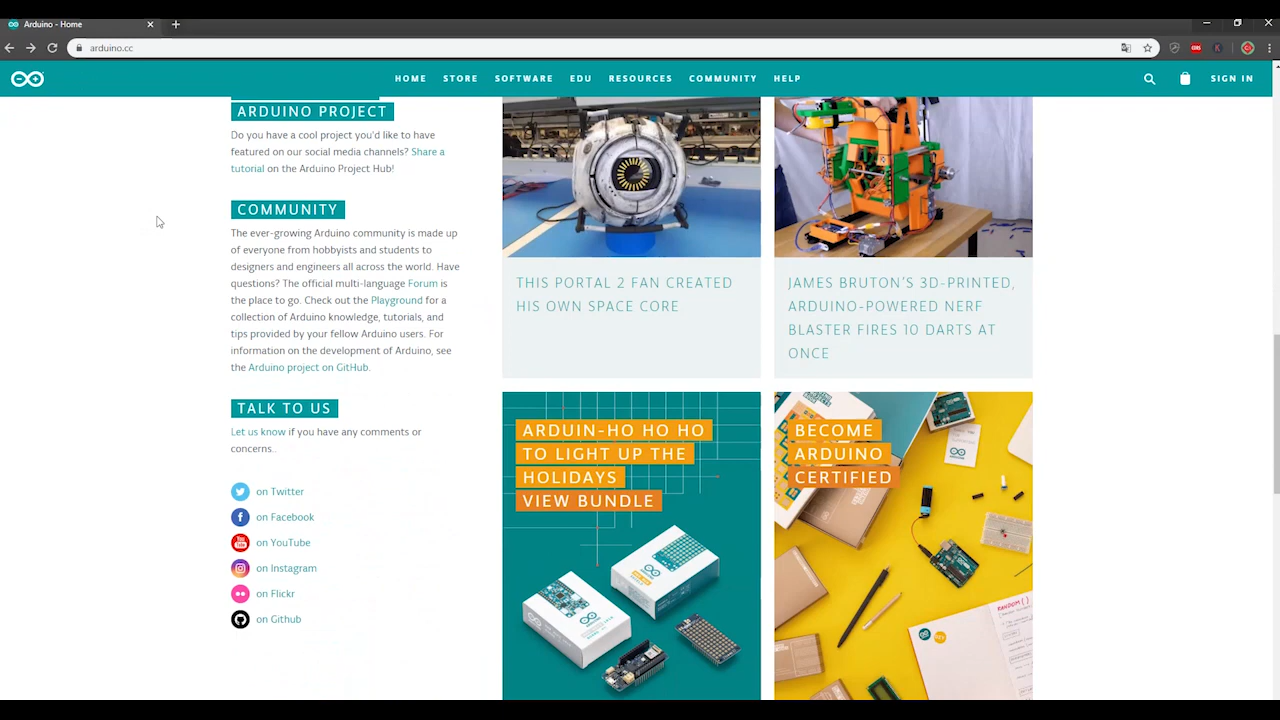 Arduino - Home
arduino.cc
HOME STORE SOFTWARE EDU RESOURCES COMMUNITY HELP SIGN IN
ARDUINO PROJECT
Do you have a cool project you'd like to have
featured on our social media channels? Share a
tutorial on the Arduino Project Hub!
COMMUNITY
The ever-growing Arduino community is made up
of everyone from hobbyists and students to
designers and engineers all across the world. Have
questions? The official multi-language Forum is
the place to go. Check out the Playground for a
collection of Arduino knowledge, tutorials, and
tips provided by your fellow Arduino users. For
information on the development of Arduino, see
the Arduino project on GitHub.
TALK TO US
Let us know if you have any comments or
concerns..
on Twitter
on Facebook
on YouTube
on Instagram
on Flickr
on Github
THIS PORTAL 2 FAN CREATED
HIS OWN SPACE CORE
JAMES BRUTON'S 3D-PRINTED,
ARDUINO-POWERED NERF
BLASTER FIRES 10 DARTS AT
ONCE
ARDUIN-HO HO HO
TO LIGHT UP THE
HOLIDAYS
VIEW BUNDLE
BECOME
ARDUINO
CERTIFIED